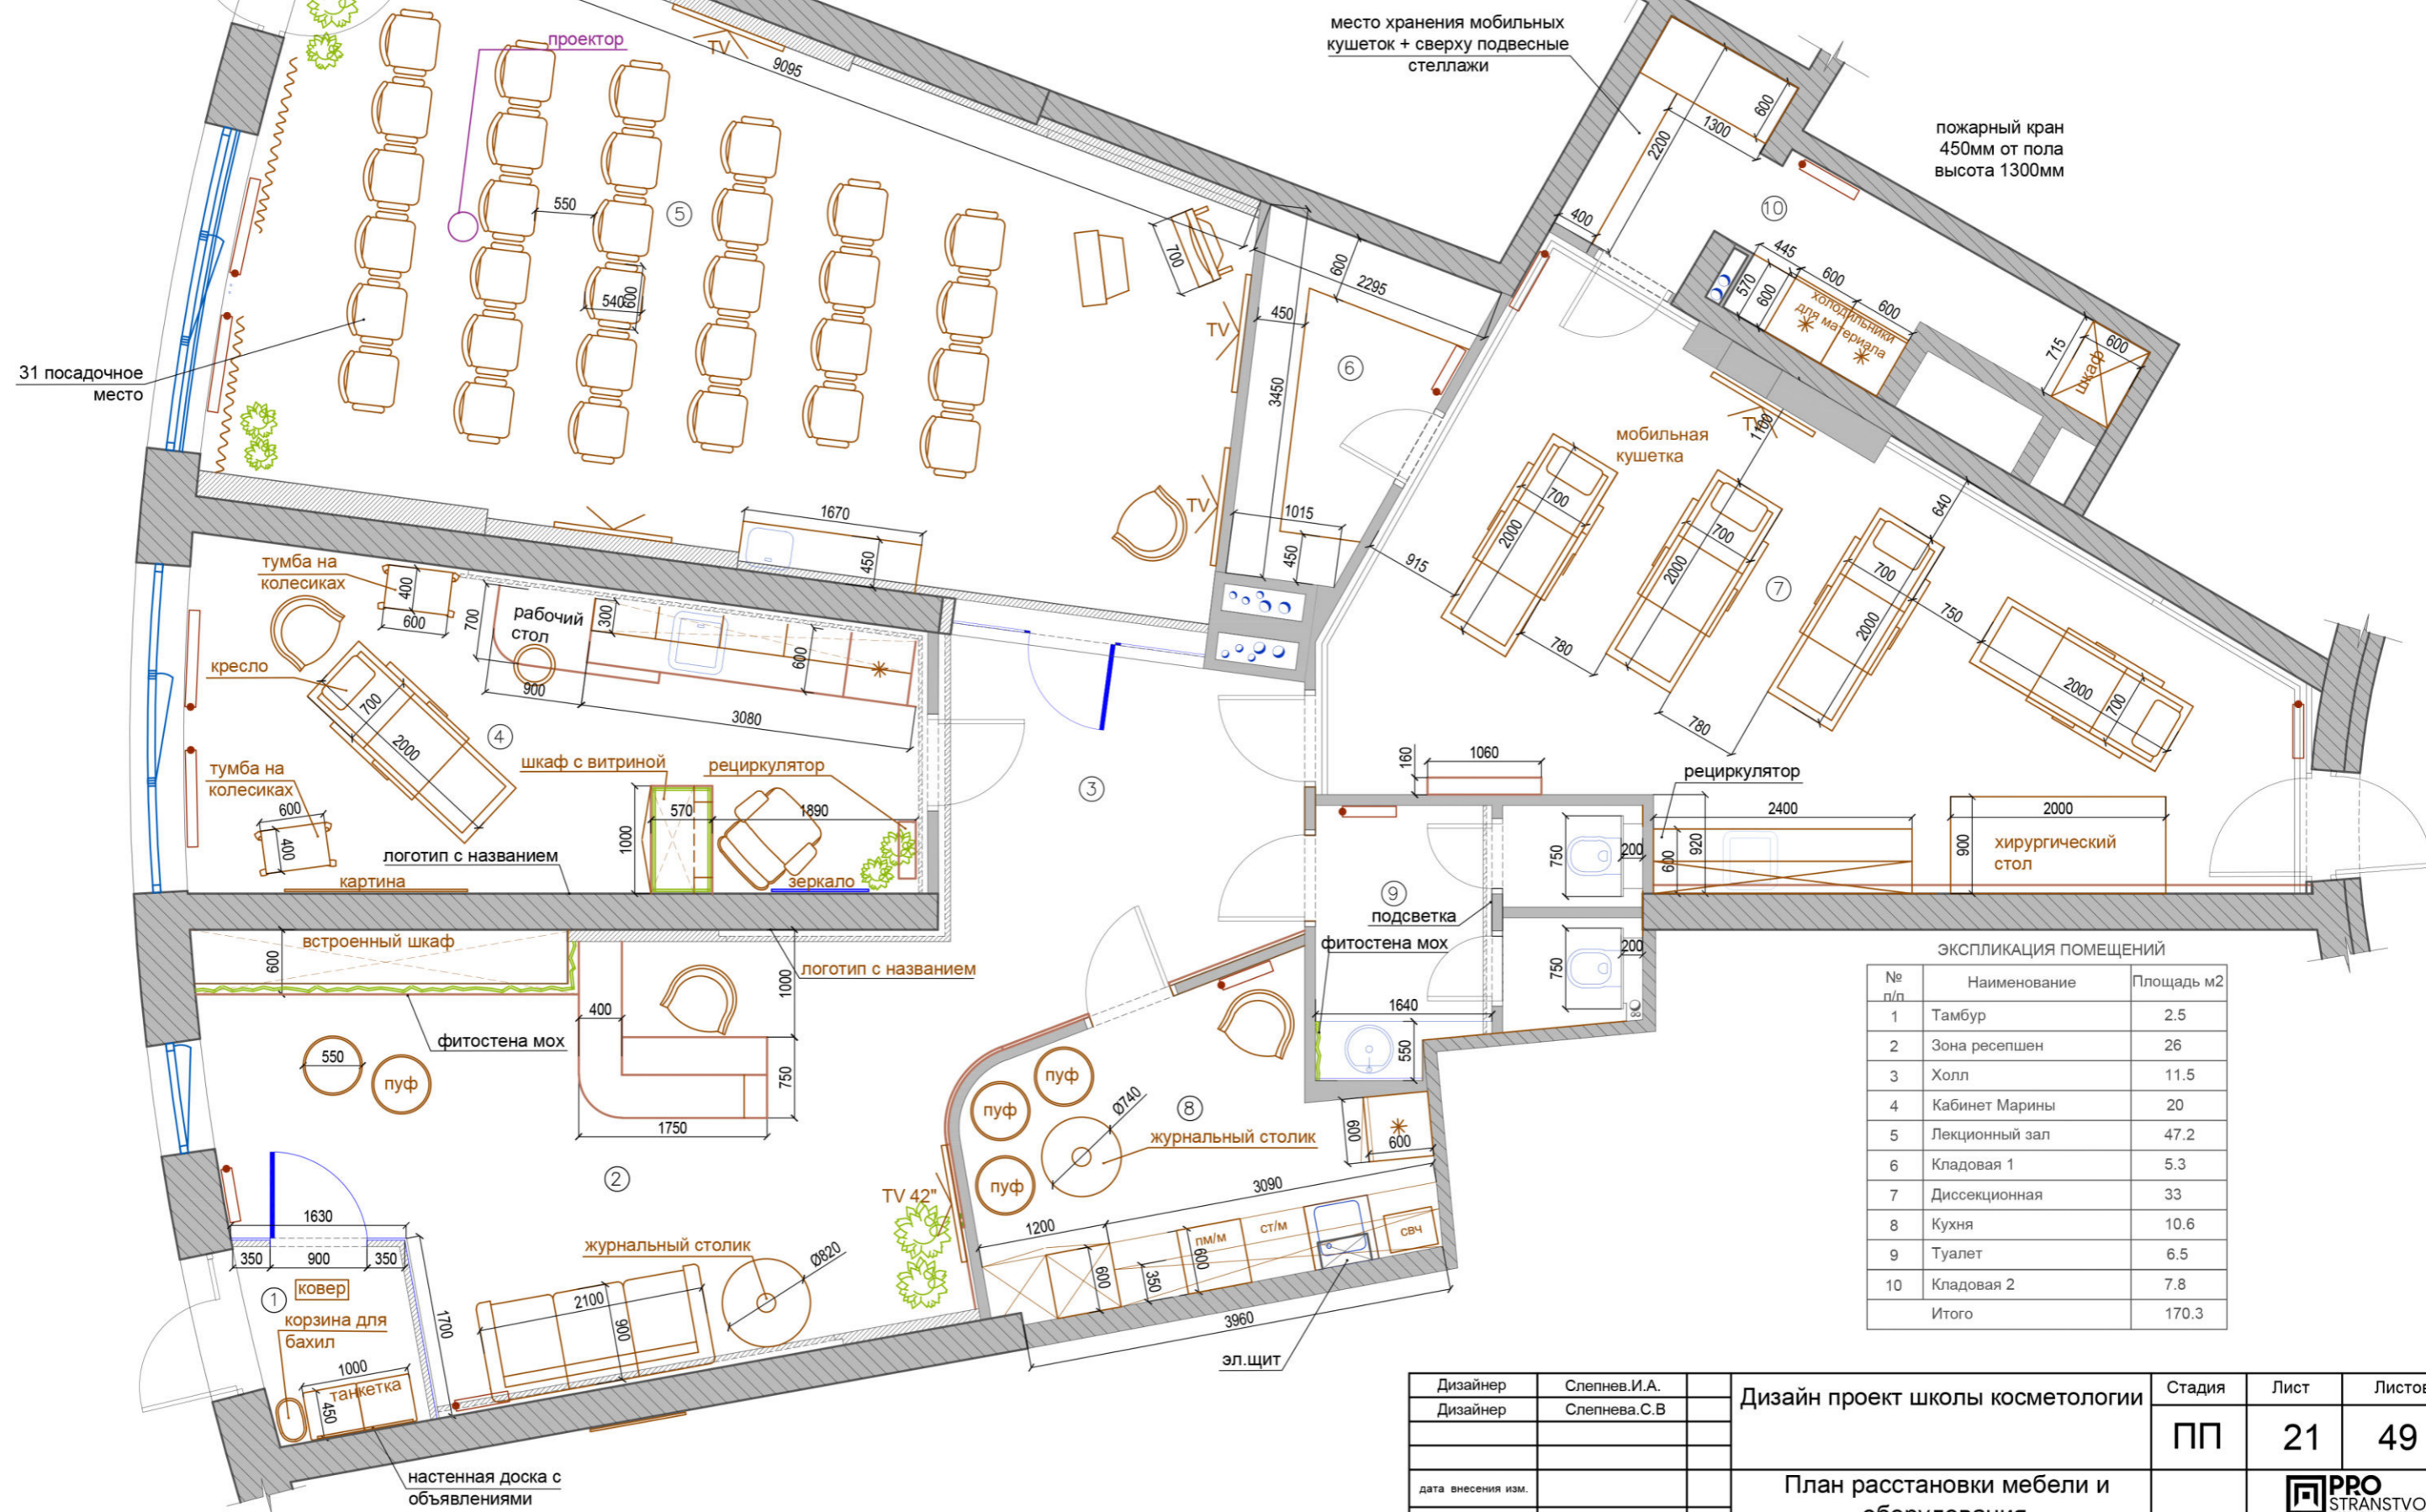 место хранения мобильных
кушеток + сверху подвесные
стеллажи
пожарный кран
450мм от пола
высота 1300мм
проектор
TV
9095
600
1300
2200
10
400
445
600
600
570
600
холодильники
для материала
715
600
шкаф
550
5
540
600
700
TV
TV
31 посадочное
место
600
2295
450
6
3450
1015
450
1670
450
мобильная
кушетка
TV
1100
640
700
2000
700
2000
7
700
2000
750
2000
700
915
780
780
тумба на
колесиках
400
600
700
рабочий
стол
300
600
900
3080
кресло
700
2000
4
тумба на
колесиках
600
400
шкаф с витриной
рециркулятор
570
1890
1000
логотип с названием
картина
зеркало
3
160
1060
рециркулятор
2400
2000
600
920
900
хирургический
стол
750
200
9
подсветка
фитостена мох
750
200
1640
550
встроенный шкаф
600
логотип с названием
1000
400
фитостена мох
550
пуф
750
1750
2
пуф
пуф
пуф
Ø740
8
журнальный столик
600
600
3090
1200
TV 42"
600
350
пм/м
600
ст/м
свч
3960
эл.щит
1630
350
900
350
1
ковер
корзина для
бахил
1700
1000
танкетка
450
журнальный столик
Ø820
2100
900
настенная доска с
объявлениями
ЭКСПЛИКАЦИЯ ПОМЕЩЕНИЙ
№ п/п Наименование Площадь м2
1 Тамбур 2.5
2 Зона ресепшен 26
3 Холл 11.5
4 Кабинет Марины 20
5 Лекционный зал 47.2
6 Кладовая 1 5.3
7 Диссекционная 33
8 Кухня 10.6
9 Туалет 6.5
10 Кладовая 2 7.8
Итого 170.3
Дизайнер Слепнев.И.А.
Дизайнер Слепнева.С.В
Дизайн проект школы косметологии
Стадия Лист Листов
ПП 21 49
дата внесения изм.
План расстановки мебели и
оборудования
PRO
STRANSTVO